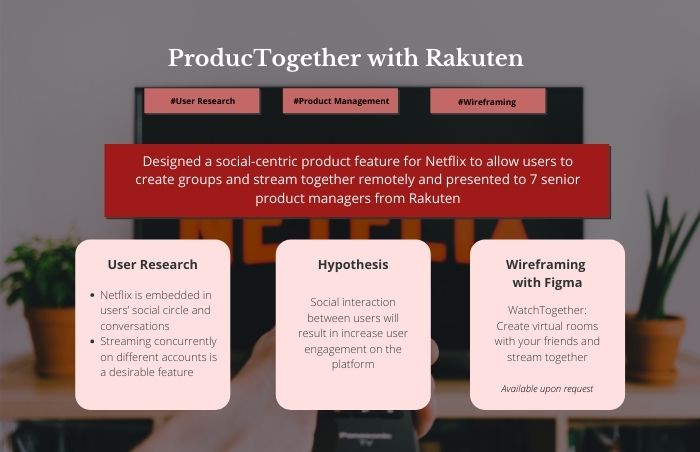 ProducTogether with Rakuten
#User Research
#Product Management
#Wireframing
Designed a social-centric product feature for Netflix to allow users to
create groups and stream together remotely and presented to 7 senior
product managers from Rakuten
NETFLIX
User Research
• Netflix is embedded in
users' social circle and
conversations
• Streaming concurrently
on different accounts is
a desirable feature
Hypothesis
Social interaction
between users will
result in increase user
engagement on the
platform
Wireframing
with Figma
WatchTogether:
Create virtual rooms
with your friends and
stream together
Available upon request
Panasonic
TV